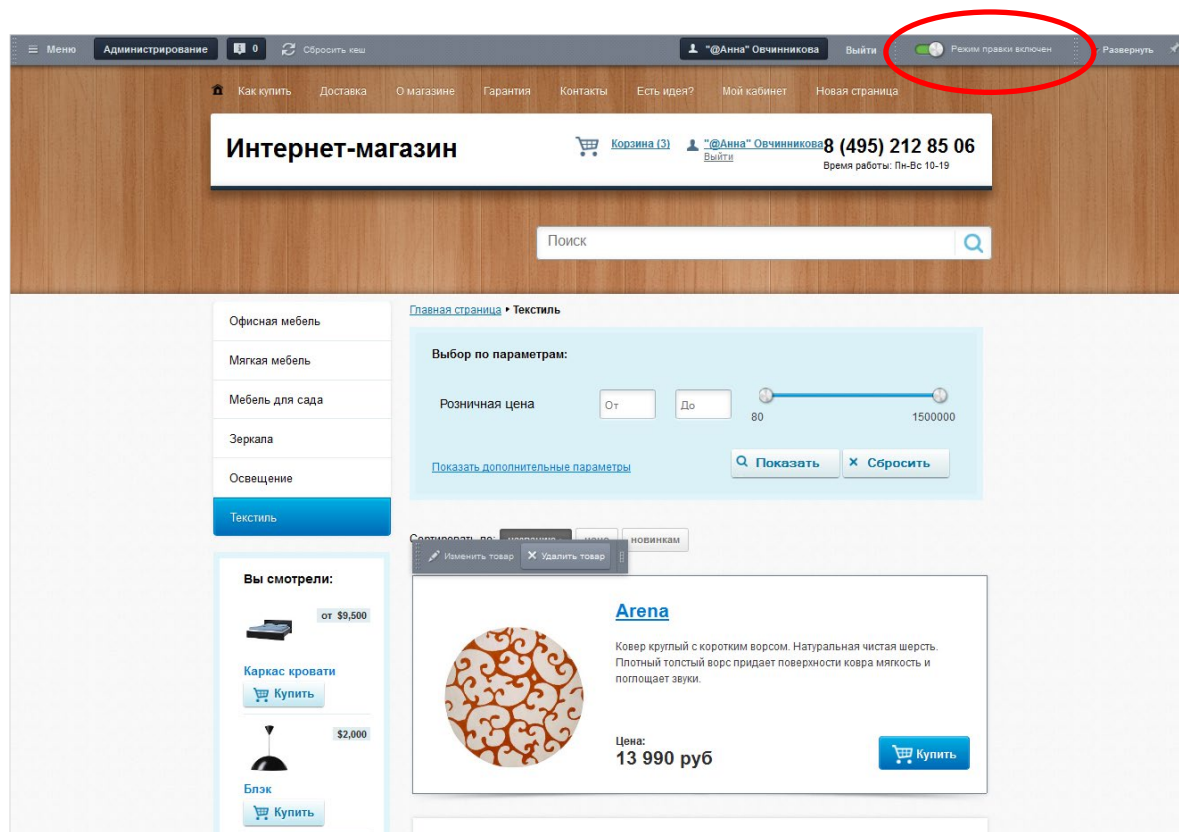 Меню Администрирование 0 Сбросить кеш "@Анна" Овчинникова Выйти Режим правки включен Развернуть
Как купить Доставка О магазине Гарантия Контакты Есть идея? Мой кабинет Новая страница
Интернет-магазин Корзина (3) "@Анна" Овчинникова 8 (495) 212 85 06
Выйти
Время работы: Пн-Вс 10-19
Поиск
Главная страница Текстиль
Офисная мебель
Мягкая мебель
Мебель для сада
Зеркала
Освещение
Текстиль
Выбор по параметрам:
Розничная цена От До
80 1500000
Показать дополнительные параметры × Показать × Сбросить
Сортировать по: названию цене новинкам
Изменить товар × Удалить товар
Вы смотрели:
от $9,500
Каркас кровати
Купить
$2,000
Блэк
Купить
Arena
Ковер круглый с коротким ворсом. Натуральная чистая шерсть.
Плотный толстый ворс придает поверхности ковра мягкость и
поглощает звуки.
Цена:
13 990 руб
Купить